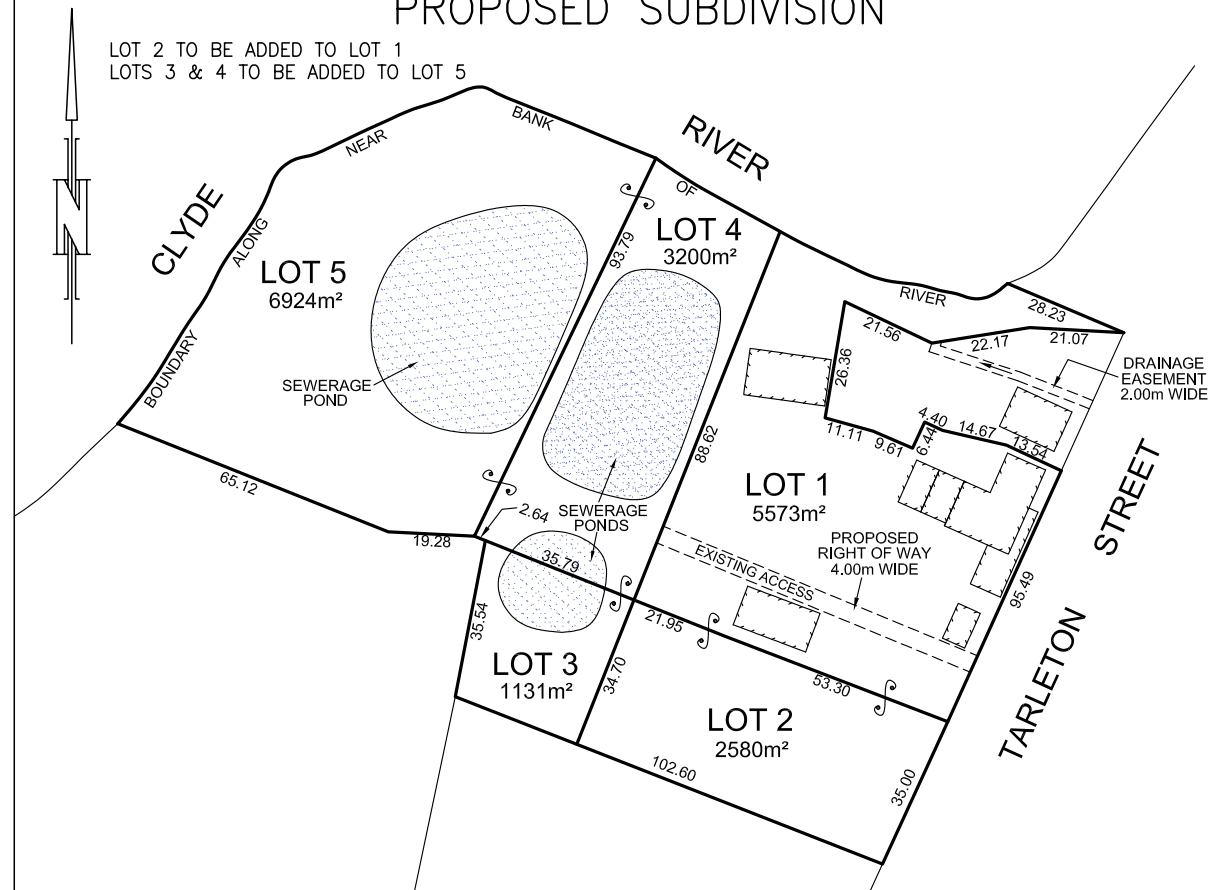 PROPOSED SUBDIVISION
LOT 2 TO BE ADDED TO LOT 1
LOTS 3 & 4 TO BE ADDED TO LOT 5
N
CLYDE
RIVER
BOUNDARY
ALONG
NEAR
BANK
OF
RIVER
LOT 5
6924m²
SEWERAGE
POND
93.79
LOT 4
3200m²
88.62
28.23
21.56
22.17
21.07
26.36
DRAINAGE
EASEMENT
2.00m WIDE
11.11
9.61
6.44
4.40
14.67
13.54
LOT 1
5573m²
PROPOSED
RIGHT OF WAY
4.00m WIDE
EXISTING ACCESS
95.49
TARLETON
STREET
65.12
19.28
2.64
SEWERAGE
PONDS
35.79
35.54
LOT 3
1131m²
34.70
21.95
53.30
LOT 2
2580m²
102.60
35.00